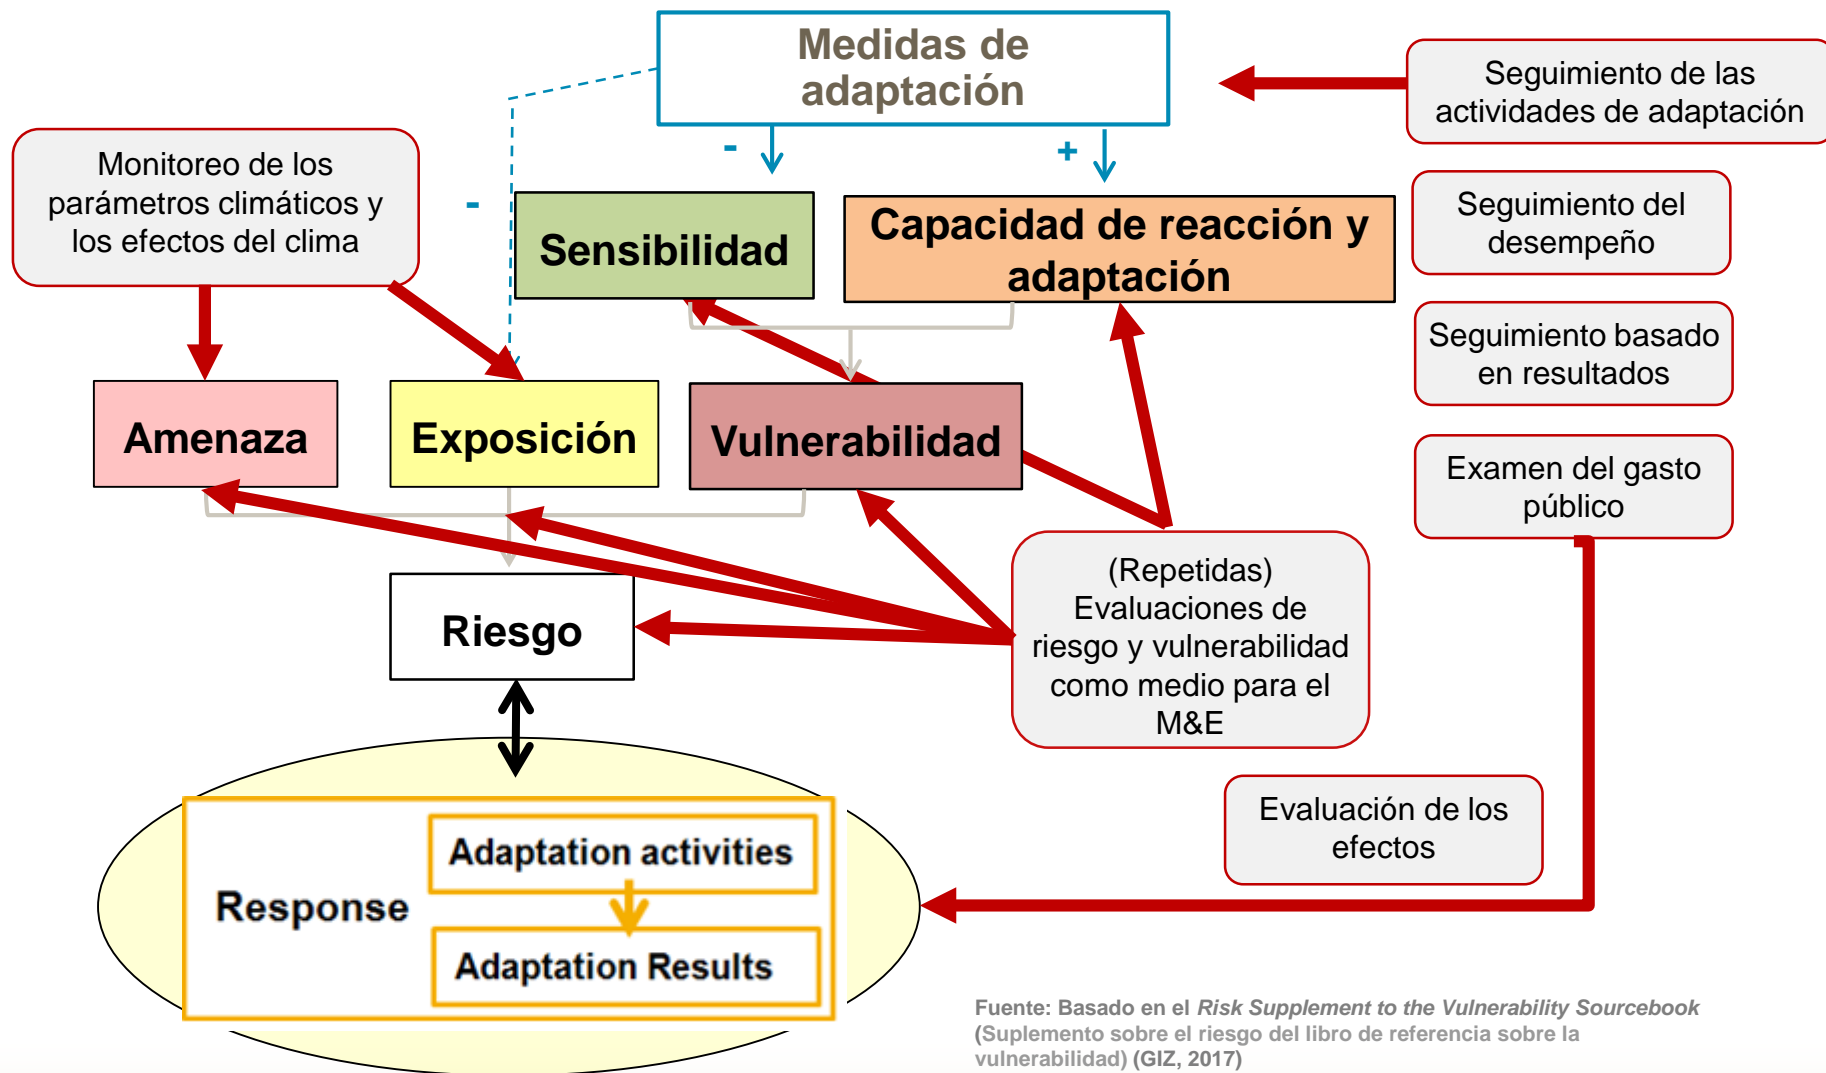 Medidas de
adaptación
Seguimiento de las
actividades de adaptación
Monitoreo de los
parámetros climáticos y
los efectos del clima
-
+
-
Sensibilidad
Capacidad de reacción y
adaptación
Seguimiento del
desempeño
Seguimiento basado
en resultados
Amenaza
Exposición
Vulnerabilidad
Examen del gasto
público
Riesgo
(Repetidas)
Evaluaciones de
riesgo y vulnerabilidad
como medio para el
M&E
Evaluación de los
efectos
Response
Adaptation activities
Adaptation Results
Fuente: Basado en el Risk Supplement to the Vulnerability Sourcebook
(Suplemento sobre el riesgo del libro de referencia sobre la
vulnerabilidad) (GIZ, 2017)